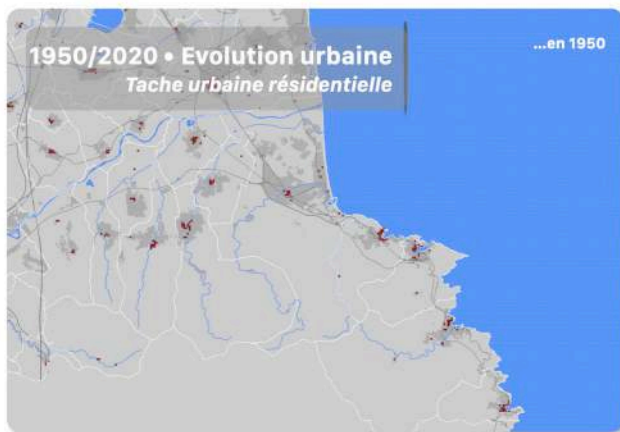 1950/2020 • Evolution urbaine
Tache urbaine résidentielle
...en 1950